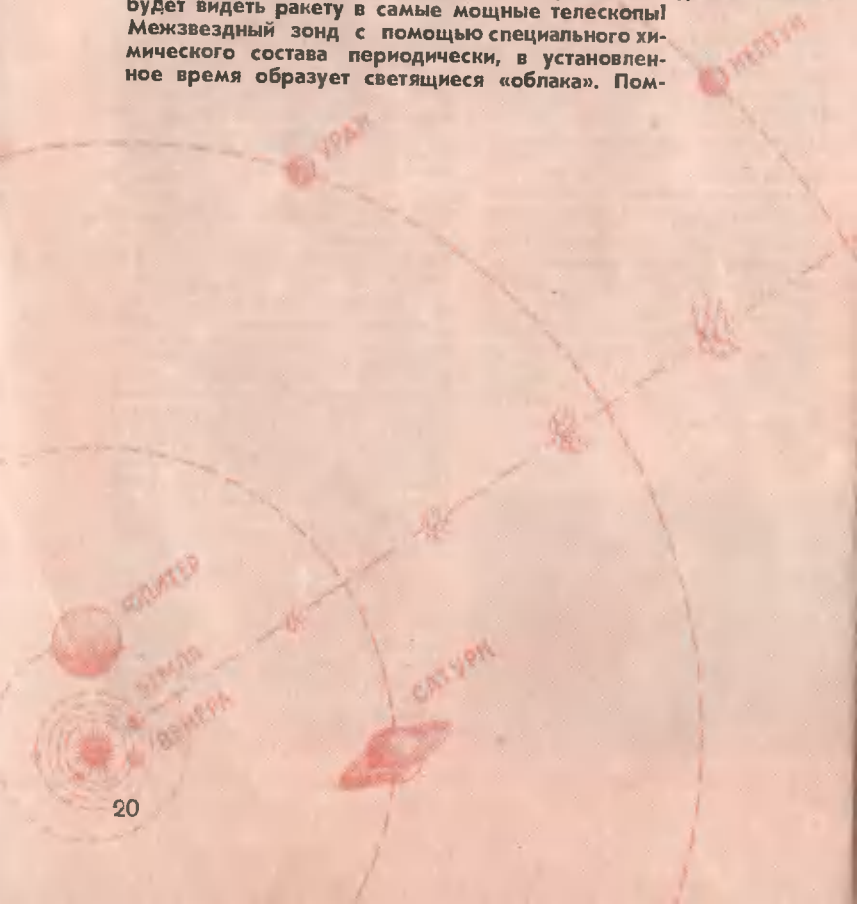 будет видеть ракету в самые мощные телескопы!
Межзвездный зонд с помощью специального хи-
мического состава периодически, в установлен-
ное время образует светящиеся «облака». Пом-
НЕПТУН
УРАН
ЮПИТЕР
ЗЕМЛЯ
САТУРН
ВЕНЕРА
20